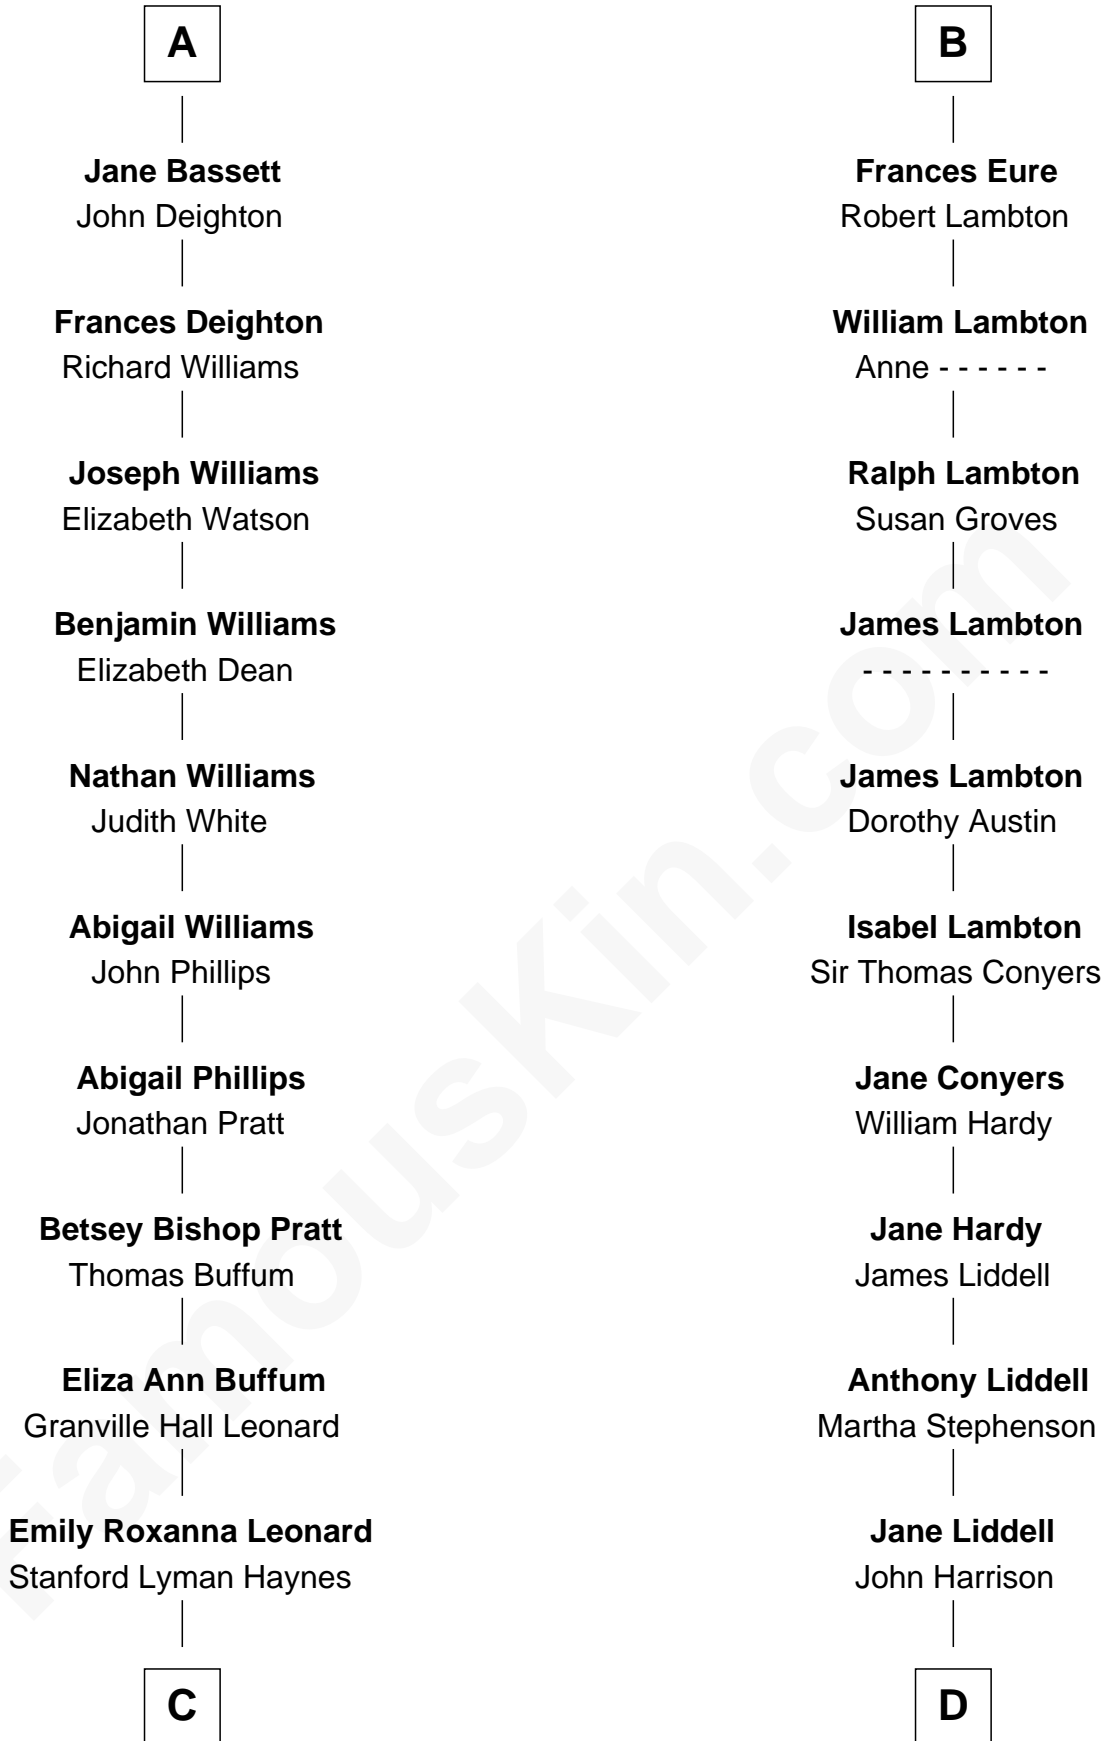 A
Jane Bassett
John Deighton
Frances Deighton
Richard Williams
Joseph Williams
Elizabeth Watson
Benjamin Williams
Elizabeth Dean
Nathan Williams
Judith White
Abigail Williams
John Phillips
Abigail Phillips
Jonathan Pratt
Betsey Bishop Pratt
Thomas Buffum
Eliza Ann Buffum
Granville Hall Leonard
Emily Roxanna Leonard
Stanford Lyman Haynes
C
B
Frances Eure
Robert Lambton
William Lambton
Anne - - - - - -
Ralph Lambton
Susan Groves
James Lambton
- - - - - - - - - -
James Lambton
Dorothy Austin
Isabel Lambton
Sir Thomas Conyers
Jane Conyers
William Hardy
Jane Hardy
James Liddell
Anthony Liddell
Martha Stephenson
Jane Liddell
John Harrison
D
FamousKin.com